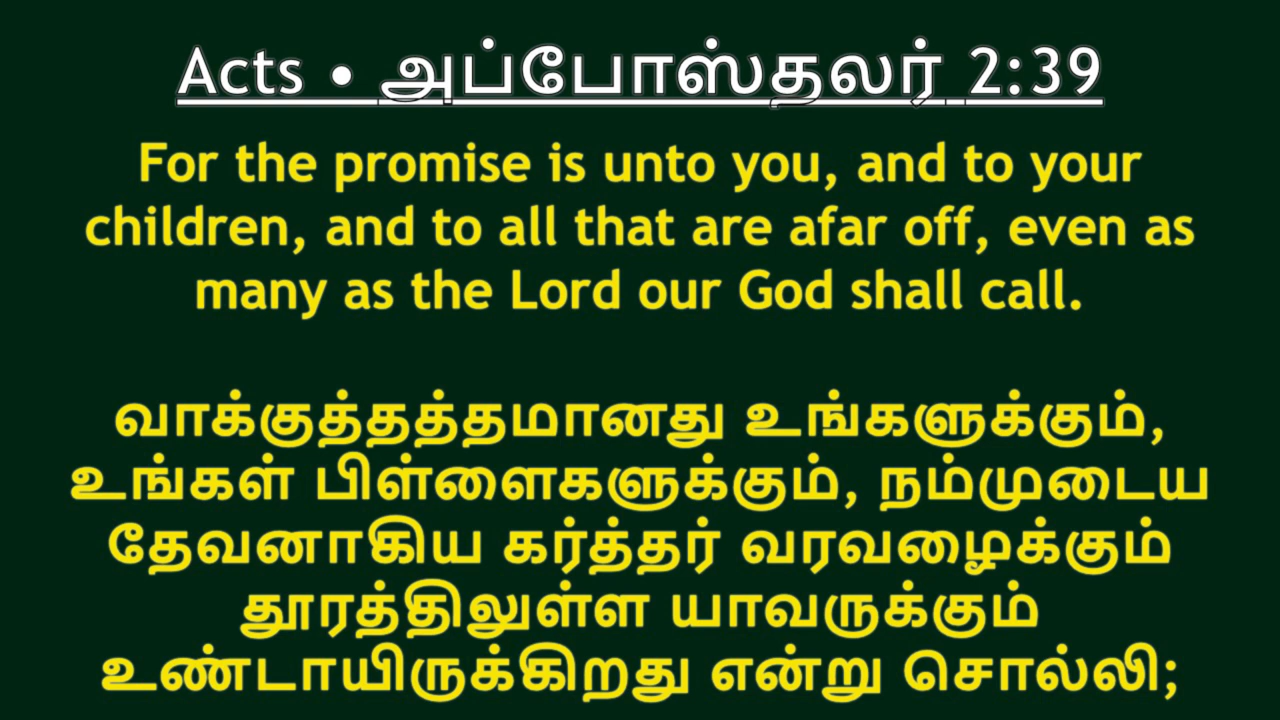 Acts • அப்போஸ்தலர் 2:39
For the promise is unto you, and to your
children, and to all that are afar off, even as
many as the Lord our God shall call.
வாக்குத்தத்தமானது உங்களுக்கும்,
உங்கள் பிள்ளைகளுக்கும், நம்முடைய
தேவனாகிய கர்த்தர் வரவழைக்கும்
தூரத்திலுள்ள யாவருக்கும்
உண்டாயிருக்கிறது என்று சொல்லி;